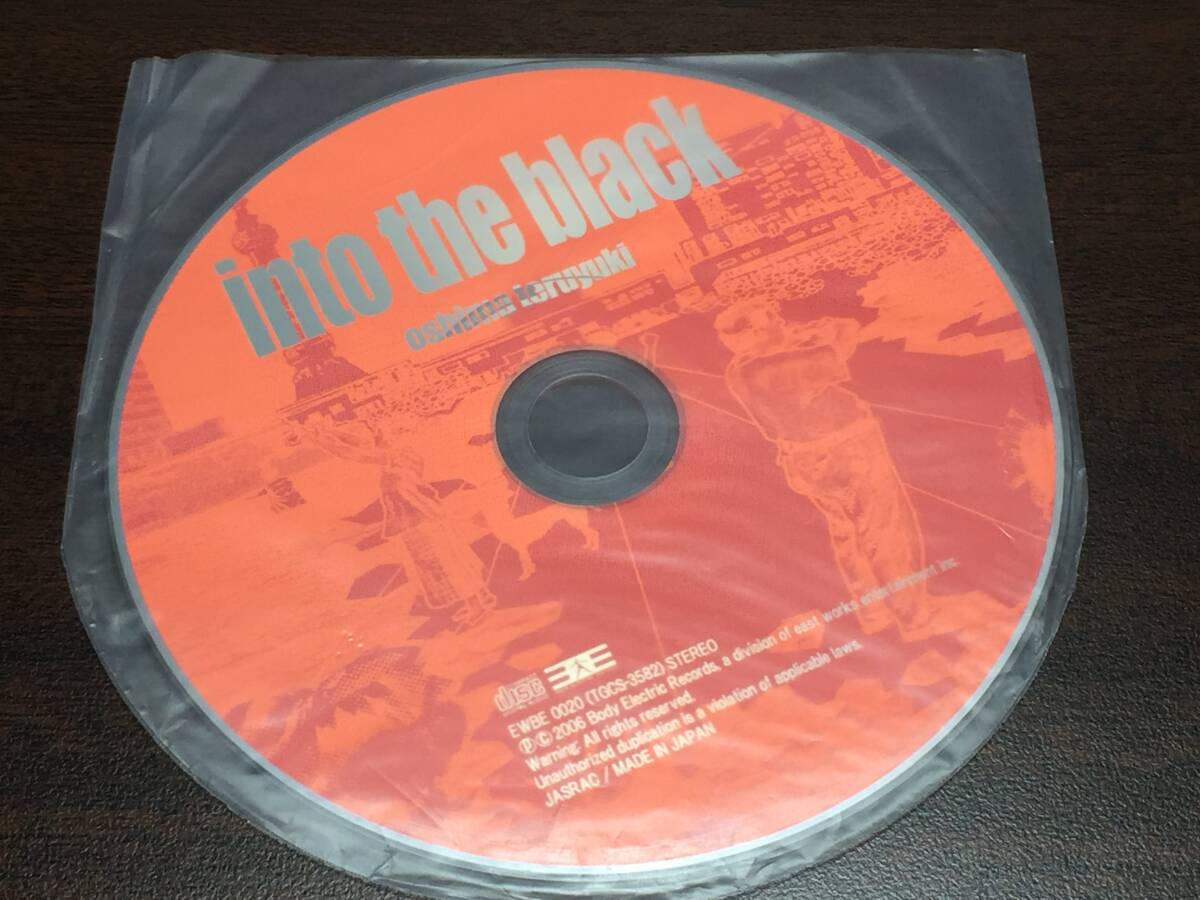 into the black
oshima teruyuki
disc
EWBE 0020 (TGCS-3582) STEREO
℗© 2006 Body Electric Records, a division of east works entertainment inc.
Warning: All rights reserved.
Unauthorized duplication is a violation of applicable laws.
JASRAC / MADE IN JAPAN